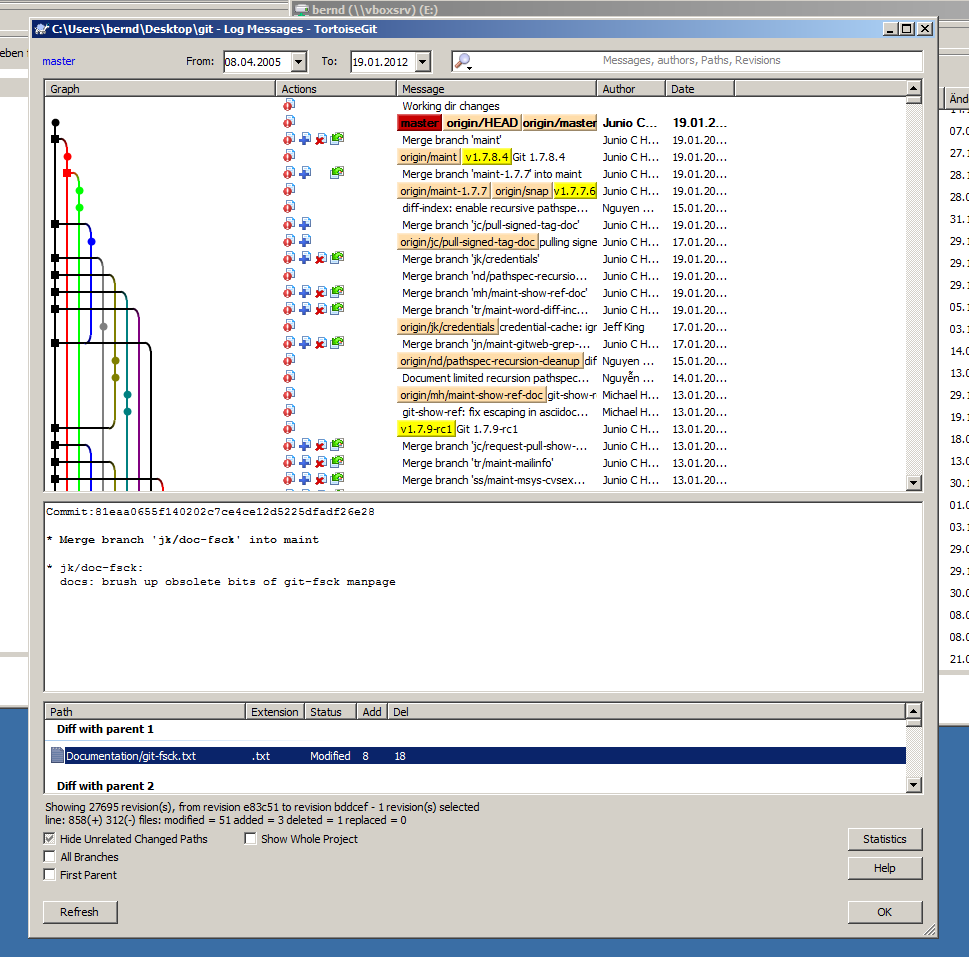 bernd (\\vboxsrv) (E:)
C:\Users\bernd\Desktop\git - Log Messages - TortoiseGit
eben
master From: 08.04.2005 To: 19.01.2012 Messages, authors, Paths, Revisions
Graph Actions Message Author Date
Working dir changes
master origin/HEAD origin/master Junio C... 19.01.2...
Merge branch 'maint' Junio C H... 19.01.20...
origin/maint v1.7.8.4 Git 1.7.8.4 Junio C H... 19.01.20...
Merge branch 'maint-1.7.7' into maint Junio C H... 19.01.20...
origin/maint-1.7.7 origin/snap v1.7.7.6 Junio C H... 19.01.20...
diff-index: enable recursive pathspe... Nguyen ... 15.01.20...
Merge branch 'jc/pull-signed-tag-doc' Junio C H... 19.01.20...
origin/jc/pull-signed-tag-doc pulling signe Junio C H... 17.01.20...
Merge branch 'jk/credentials' Junio C H... 19.01.20...
Merge branch 'nd/pathspec-recursio... Junio C H... 19.01.20...
Merge branch 'mh/maint-show-ref-doc' Junio C H... 19.01.20...
Merge branch 'tr/maint-word-diff-inc... Junio C H... 19.01.20...
origin/jk/credentials credential-cache: igr Jeff King 17.01.20...
Merge branch 'jn/maint-gitweb-grep-... Junio C H... 17.01.20...
origin/nd/pathspec-recursion-cleanup dif Nguyen ... 15.01.20...
Document limited recursion pathspec... Nguyễn ... 14.01.20...
origin/mh/maint-show-ref-doc git-show-r Michael H... 13.01.20...
git-show-ref: fix escaping in asciidoc... Michael H... 13.01.20...
v1.7.9-rc1 Git 1.7.9-rc1 Junio C H... 13.01.20...
Merge branch 'jc/request-pull-show-... Junio C H... 13.01.20...
Merge branch 'tr/maint-mailinfo' Junio C H... 13.01.20...
Merge branch 'ss/maint-msys-cvsex... Junio C H... 13.01.20...
Commit:81eaa0655f140202c7ce4ce12d5225dfadf26e28
* Merge branch 'jk/doc-fsck' into maint
* jk/doc-fsck:
docs: brush up obsolete bits of git-fsck manpage
Path Extension Status Add Del
Diff with parent 1
Documentation/git-fsck.txt .txt Modified 8 18
Diff with parent 2
Showing 27695 revision(s), from revision e83c51 to revision bddcef - 1 revision(s) selected
line: 858(+) 312(-) files: modified = 51 added = 3 deleted = 1 replaced = 0
Hide Unrelated Changed Paths Show Whole Project Statistics
All Branches
First Parent Help
Refresh OK
Änd
07.0
27.1
28.1
28.0
29.1
29.1
29.1
05.1
03.1
14.0
13.0
29.1
19.1
18.0
13.0
30.1
01.0
03.1
29.0
29.1
30.0
08.0
08.0
21.0